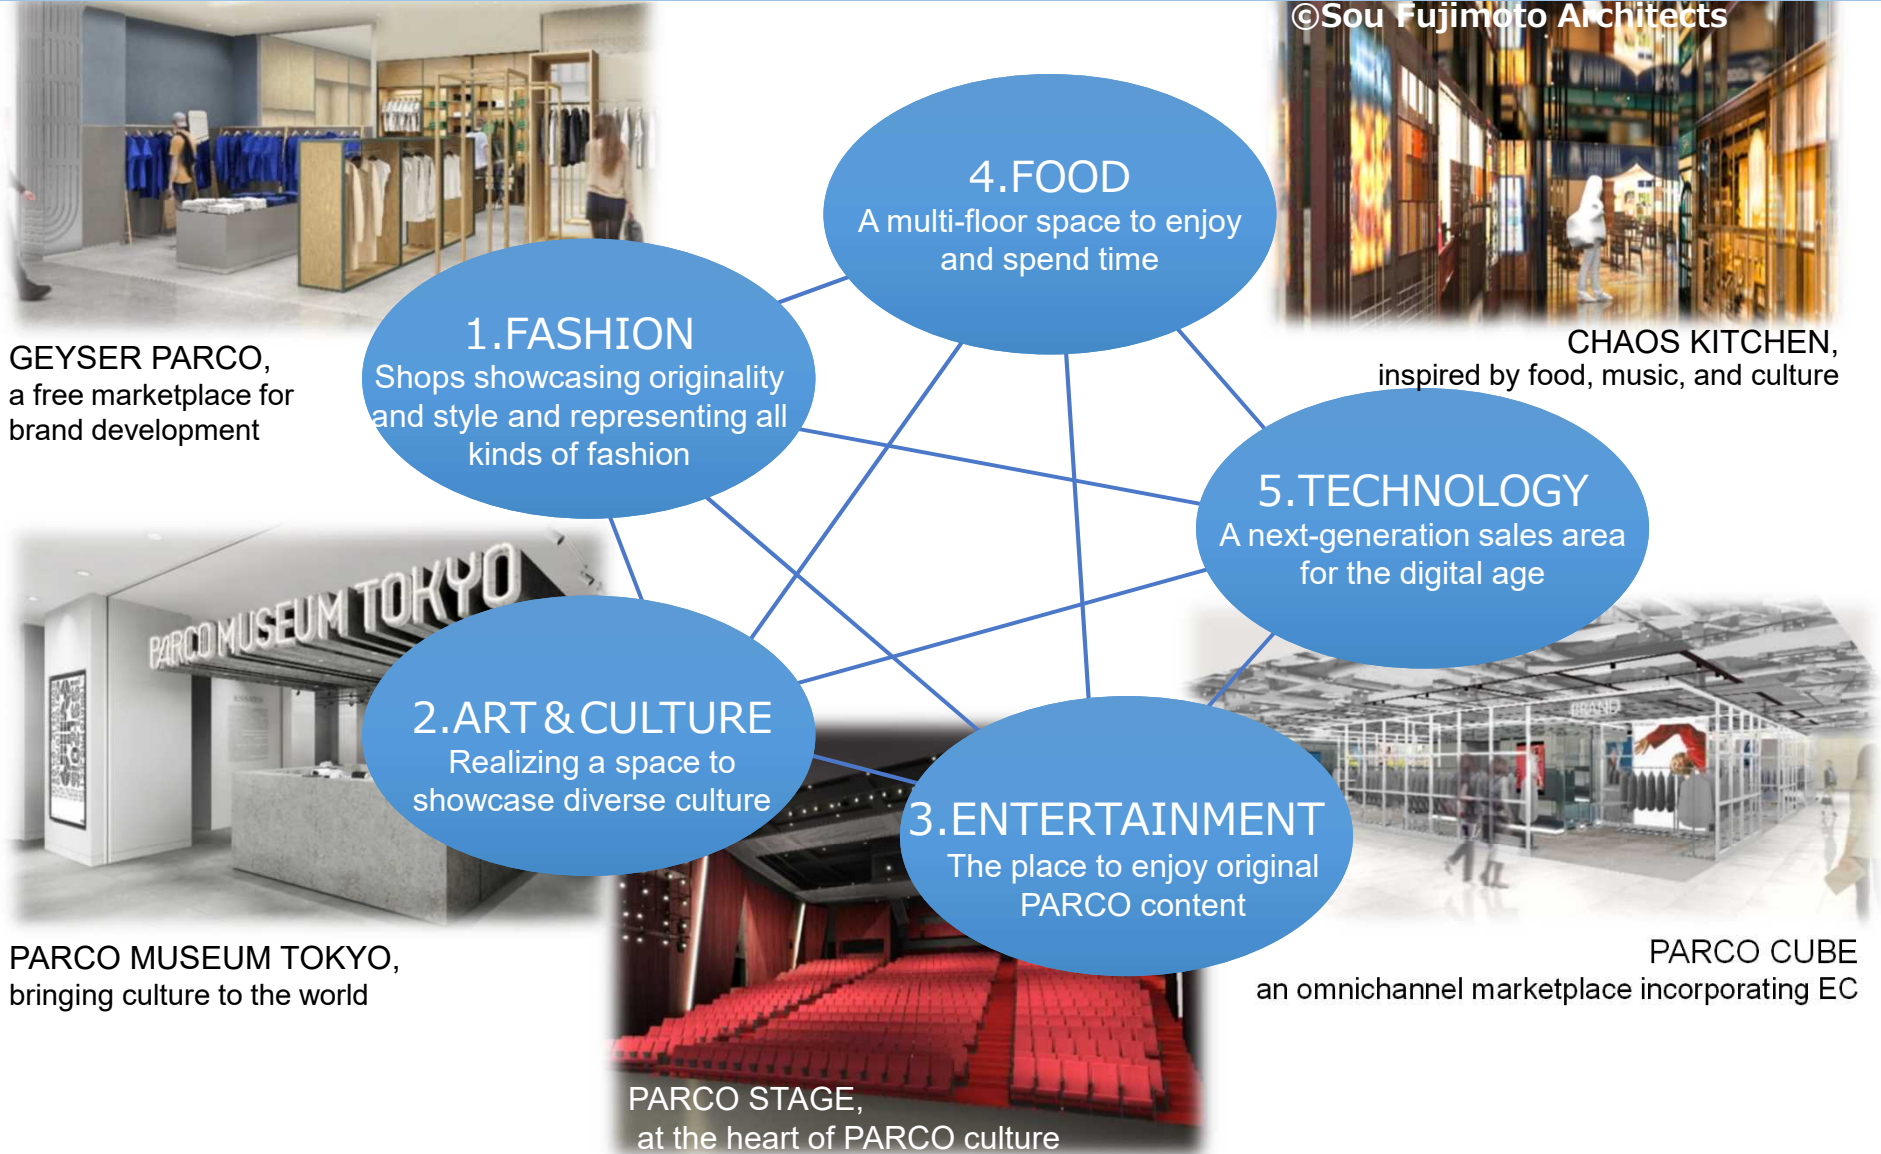 ©Sou Fujimoto Architects
4.FOOD
A multi-floor space to enjoy
and spend time
1.FASHION
Shops showcasing originality
and style and representing all
kinds of fashion
GEYSER PARCO,
a free marketplace for
brand development
CHAOS KITCHEN,
inspired by food, music, and culture
5.TECHNOLOGY
A next-generation sales area
for the digital age
PARCO MUSEUM TOKYO
2.ART&CULTURE
Realizing a space to
showcase diverse culture
BRAND
3.ENTERTAINMENT
The place to enjoy original
PARCO content
PARCO MUSEUM TOKYO,
bringing culture to the world
PARCO CUBE
an omnichannel marketplace incorporating EC
PARCO STAGE,
at the heart of PARCO culture